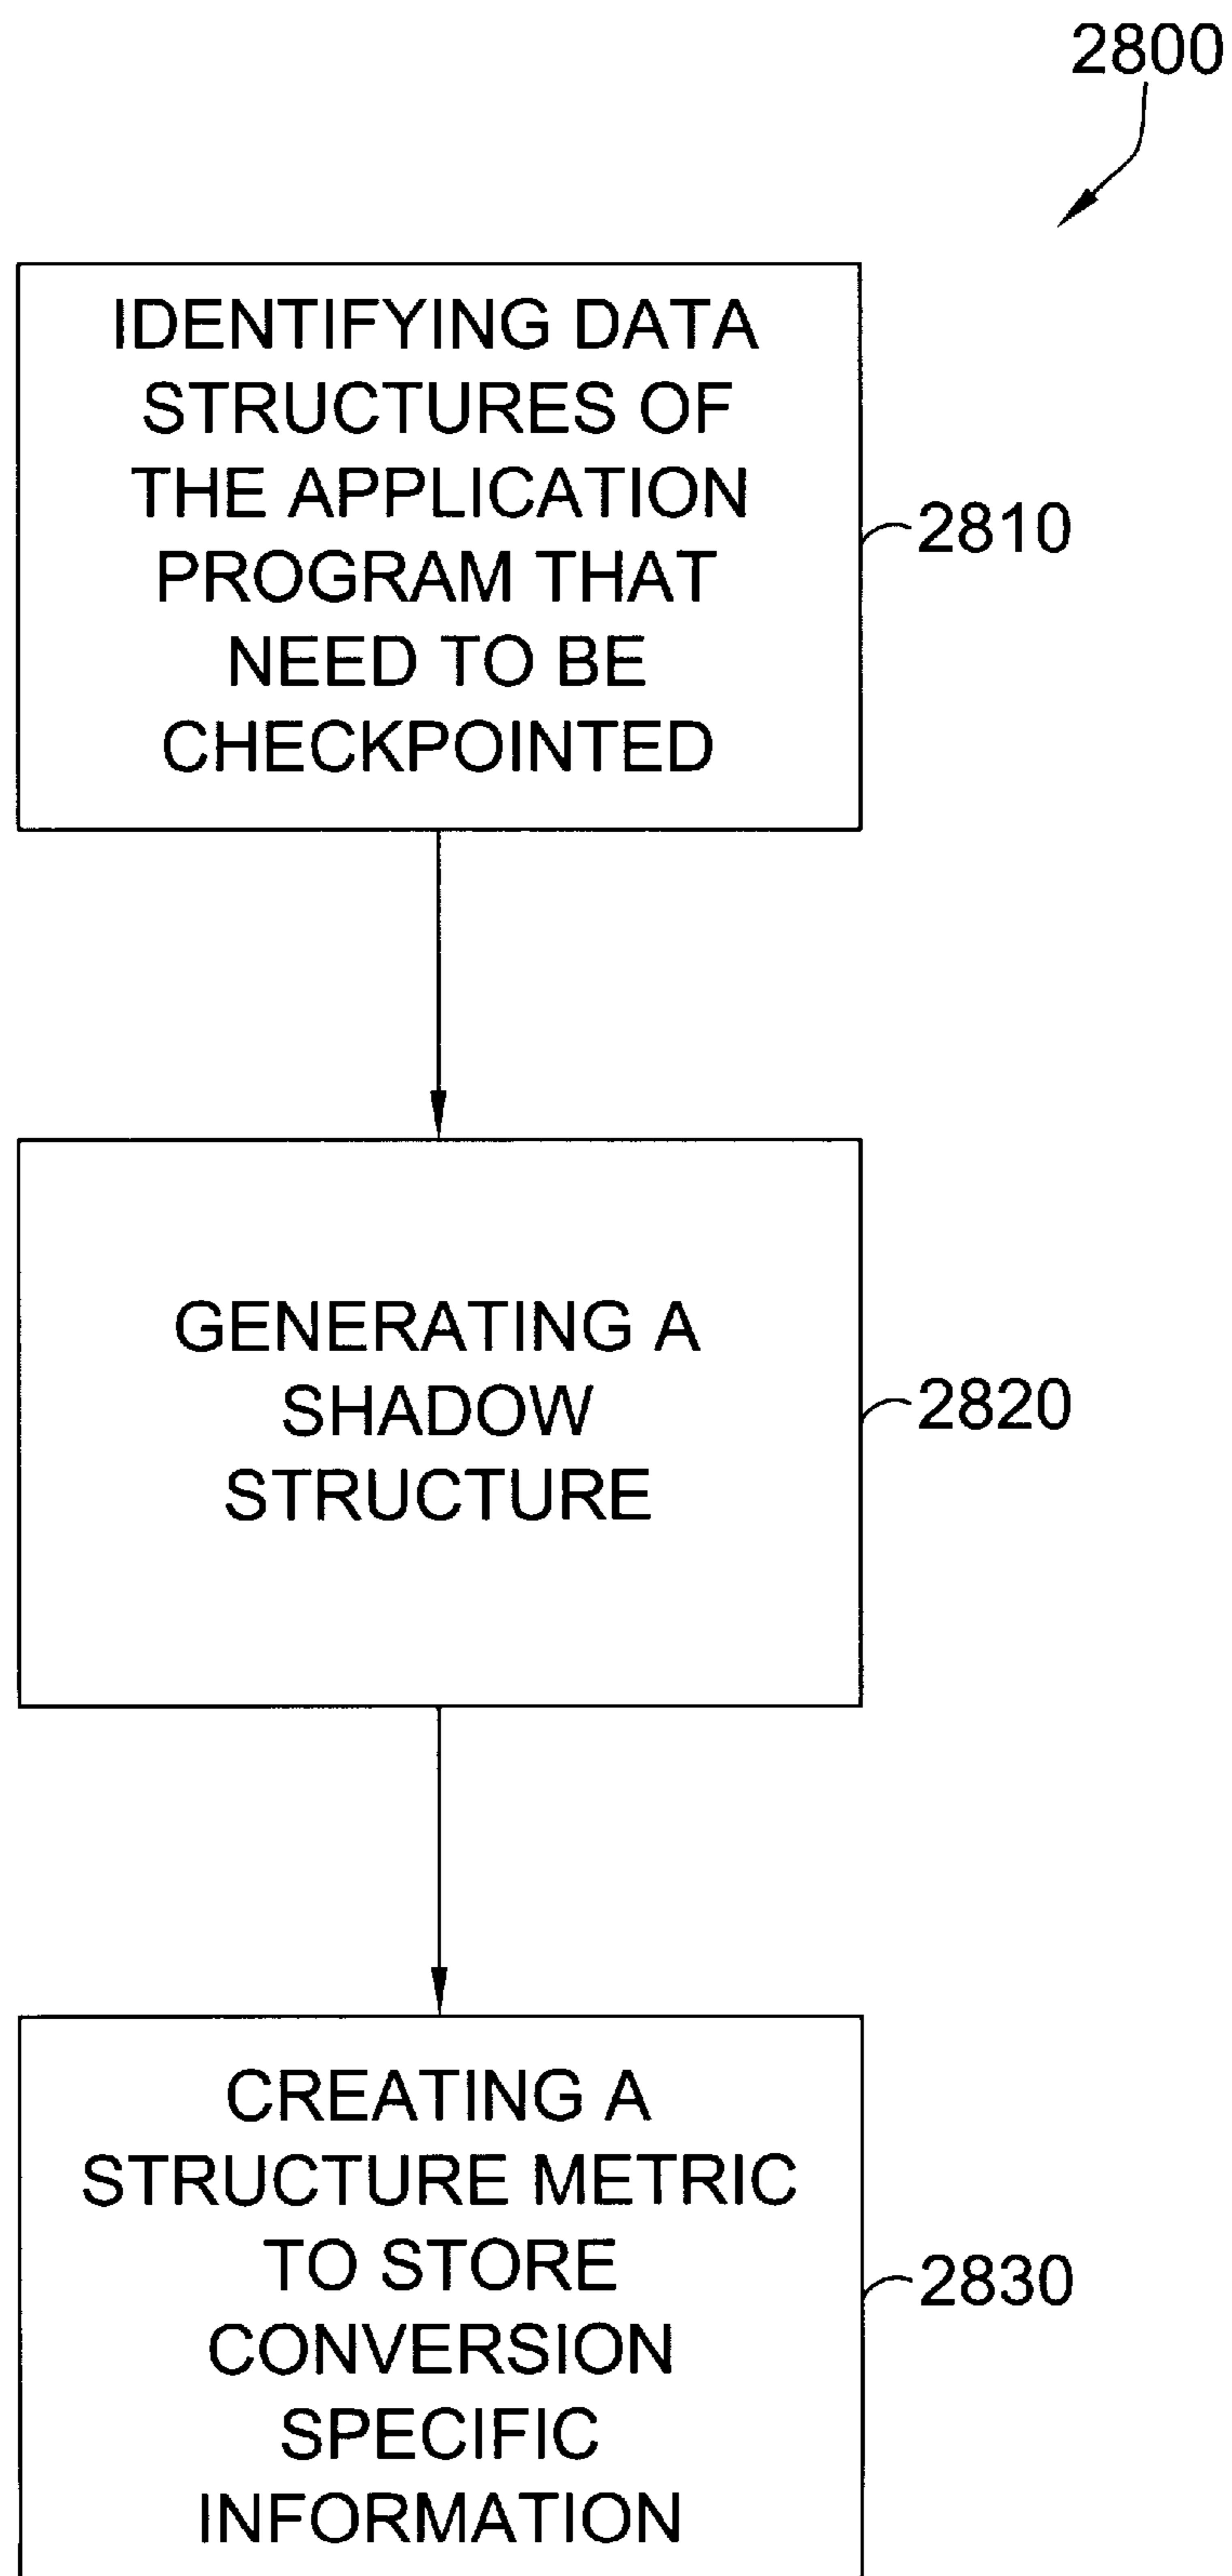 2800
IDENTIFYING DATA
STRUCTURES OF
THE APPLICATION
PROGRAM THAT
NEED TO BE
CHECKPOINTED
2810
GENERATING A
SHADOW
STRUCTURE
2820
CREATING A
STRUCTURE METRIC
TO STORE
CONVERSION
SPECIFIC
INFORMATION
2830